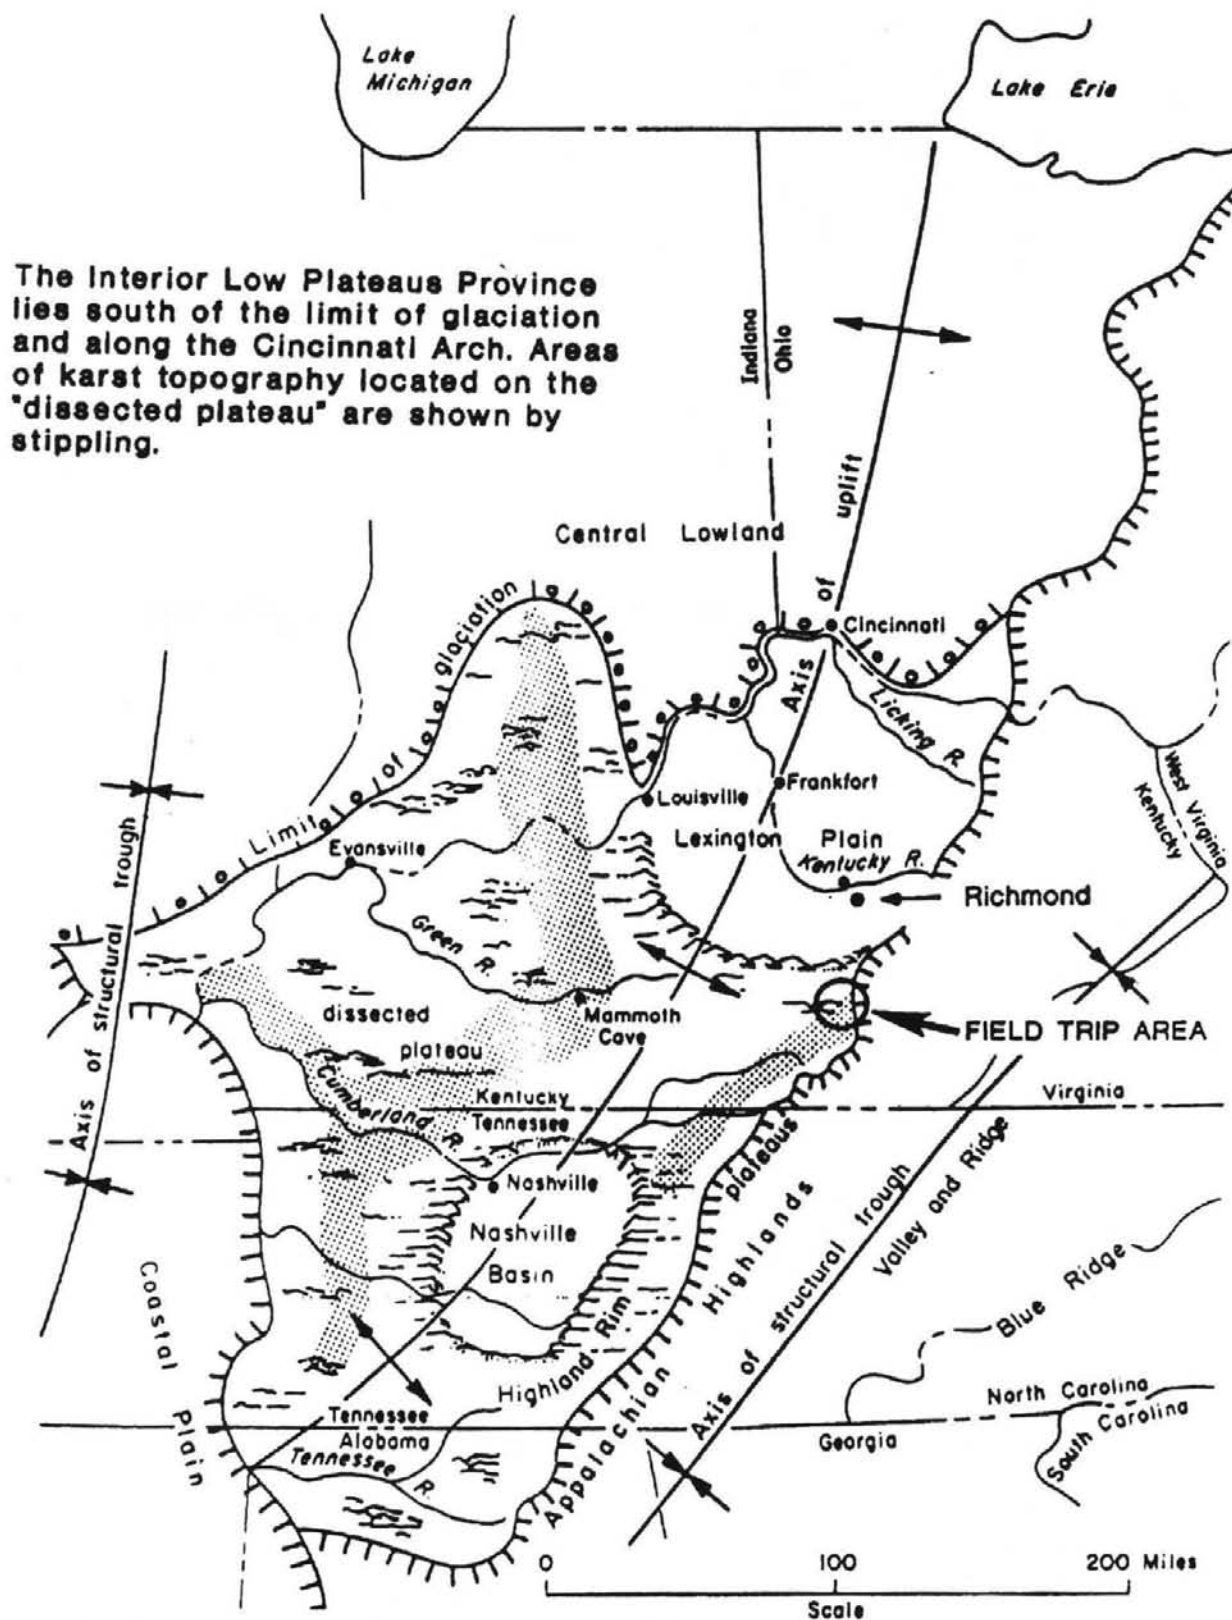 Lake
Michigan
Lake Erie
The Interior Low Plateaus Province
lies south of the limit of glaciation
and along the Cincinnati Arch. Areas
of karst topography located on the
"dissected plateau" are shown by
stippling.
Indiana
Ohio
Axis of uplift
Central Lowland
Limit of glaciation
Cincinnati
Licking R.
Frankfort
Louisville
Lexington Plain
Kentucky R.
Evansville
Richmond
West Virginia
Kentucky
Axis of structural trough
Green R.
dissected
plateau
Mammoth
Cave
FIELD TRIP AREA
Cumberland R.
Kentucky
Tennessee
Virginia
Nashville
Nashville
Basin
Highland Rim
Appalachian plateaus
Highlands
Axis of structural trough
Valley and Ridge
Blue Ridge
Coastal
Plain
Tennessee
Alabama
Tennessee R.
North Carolina
South Carolina
Georgia
0 100 200 Miles
Scale